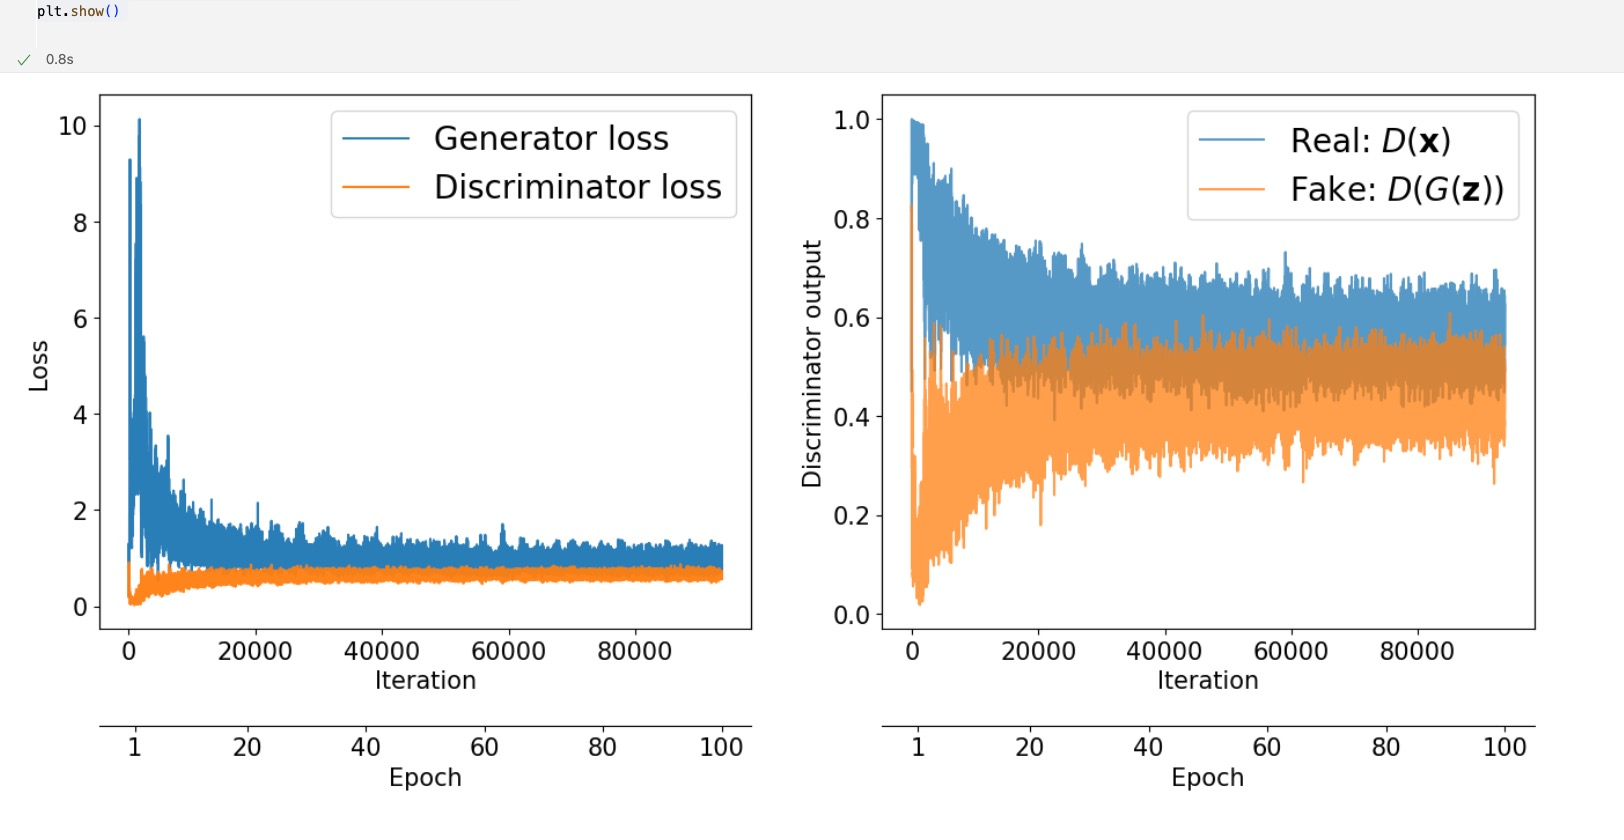 plt.show()
0.8s
10
8
6
4
2
0
Loss
Generator loss
Discriminator loss
0 20000 40000 60000 80000
Iteration
1 20 40 60 80 100
Epoch
1.0
0.8
0.6
0.4
0.2
0.0
Discriminator output
Real: D(x)
Fake: D(G(z))
0 20000 40000 60000 80000
Iteration
1 20 40 60 80 100
Epoch